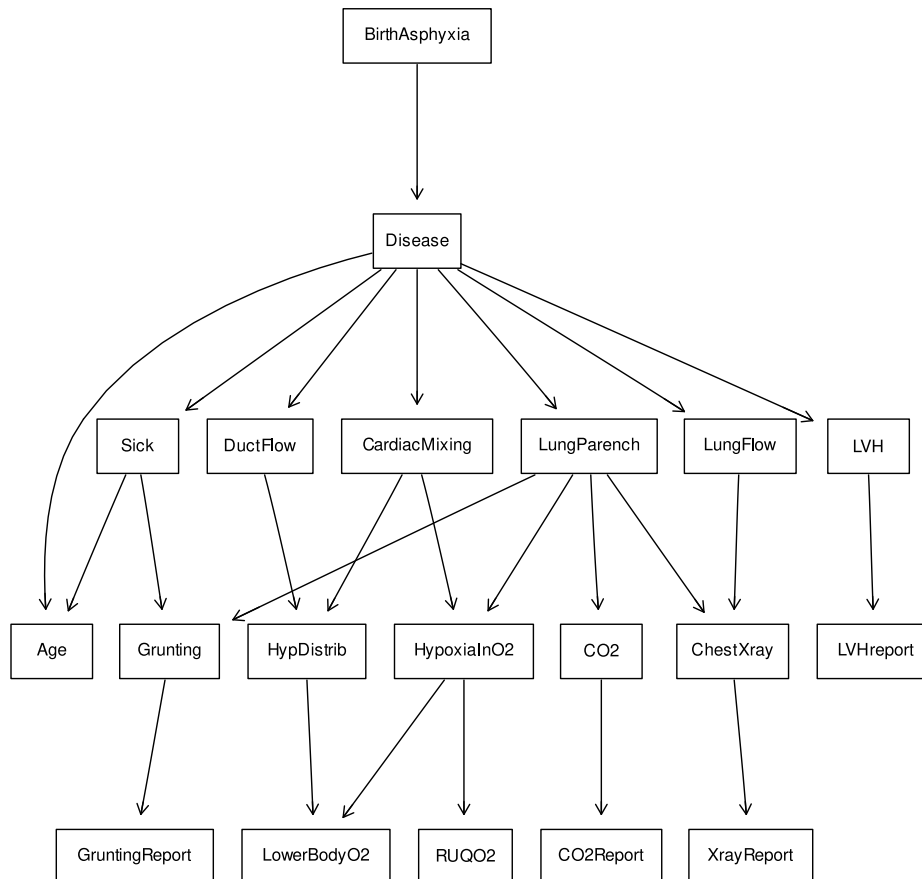 BirthAsphyxia
Disease
Sick
DuctFlow
CardiacMixing
LungParench
LungFlow
LVH
Age
Grunting
HypDistrib
HypoxiaInO2
CO2
ChestXray
LVHreport
GruntingReport
LowerBodyO2
RUQO2
CO2Report
XrayReport